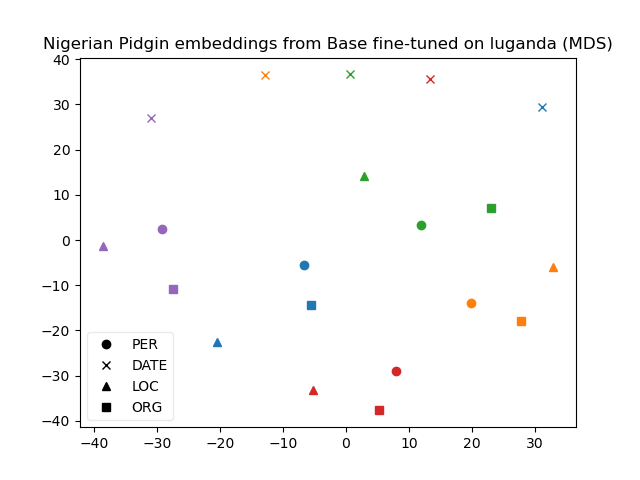 Nigerian Pidgin embeddings from Base fine-tuned on luganda (MDS)
40
30
20
10
0
−10
−20
−30
−40
PER
DATE
LOC
ORG
−40 −30 −20 −10 0 10 20 30